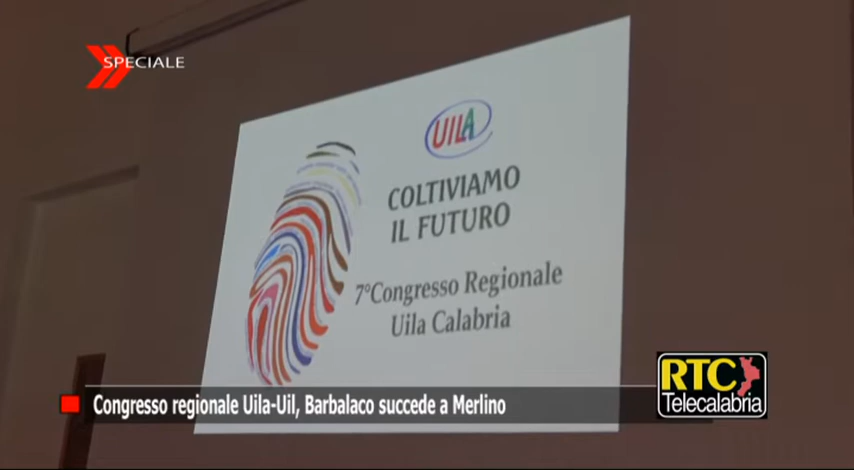 SPECIALE
UILA
COLTIVIAMO
IL FUTURO
7°Congresso Regionale
Uila Calabria
Congresso regionale Uila-Uil, Barbalaco succede a Merlino
RTC
Telecalabria